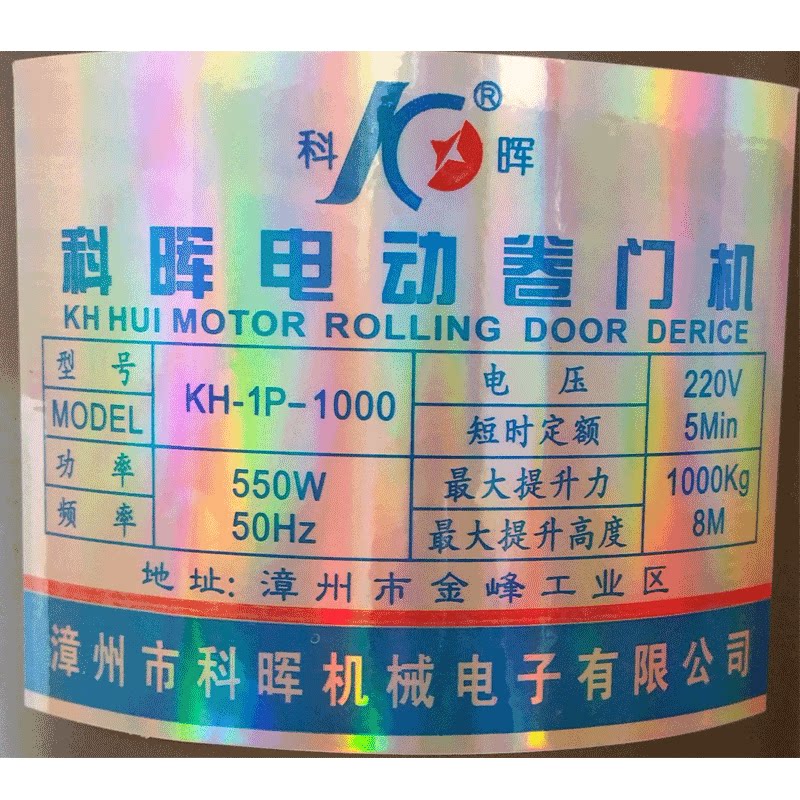 科 KC® 晖
科晖电动卷门机
KH HUI MOTOR ROLLING DOOR DERICE
型号 MODEL KH-1P-1000
电压 220V
短时定额 5Min
功率 550W
频率 50Hz
最大提升力 1000Kg
最大提升高度 8M
地址:漳州市金峰工业区
漳州市科晖机械电子有限公司